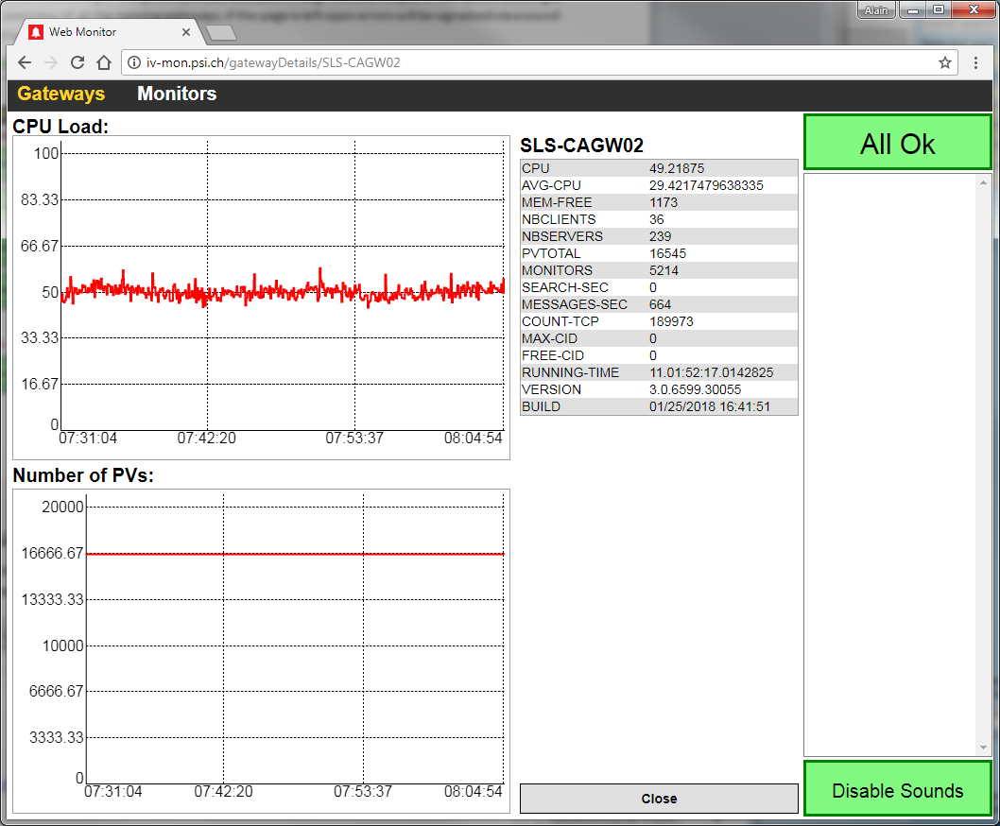 Alain
Web Monitor
iv-mon.psi.ch/gatewayDetails/SLS-CAGW02
Gateways Monitors
CPU Load:
100
83.33
66.67
50
33.33
16.67
0
07:31:04 07:42:20 07:53:37 08:04:54
Number of PVs:
20000
16666.67
13333.33
10000
6666.67
3333.33
0
07:31:04 07:42:20 07:53:37 08:04:54
SLS-CAGW02
CPU 49.21875
AVG-CPU 29.4217479638335
MEM-FREE 1173
NBCLIENTS 36
NBSERVERS 239
PVTOTAL 16545
MONITORS 5214
SEARCH-SEC 0
MESSAGES-SEC 664
COUNT-TCP 189973
MAX-CID 0
FREE-CID 0
RUNNING-TIME 11.01:52:17.0142825
VERSION 3.0.6599.30055
BUILD 01/25/2018 16:41:51
Close
All Ok
Disable Sounds